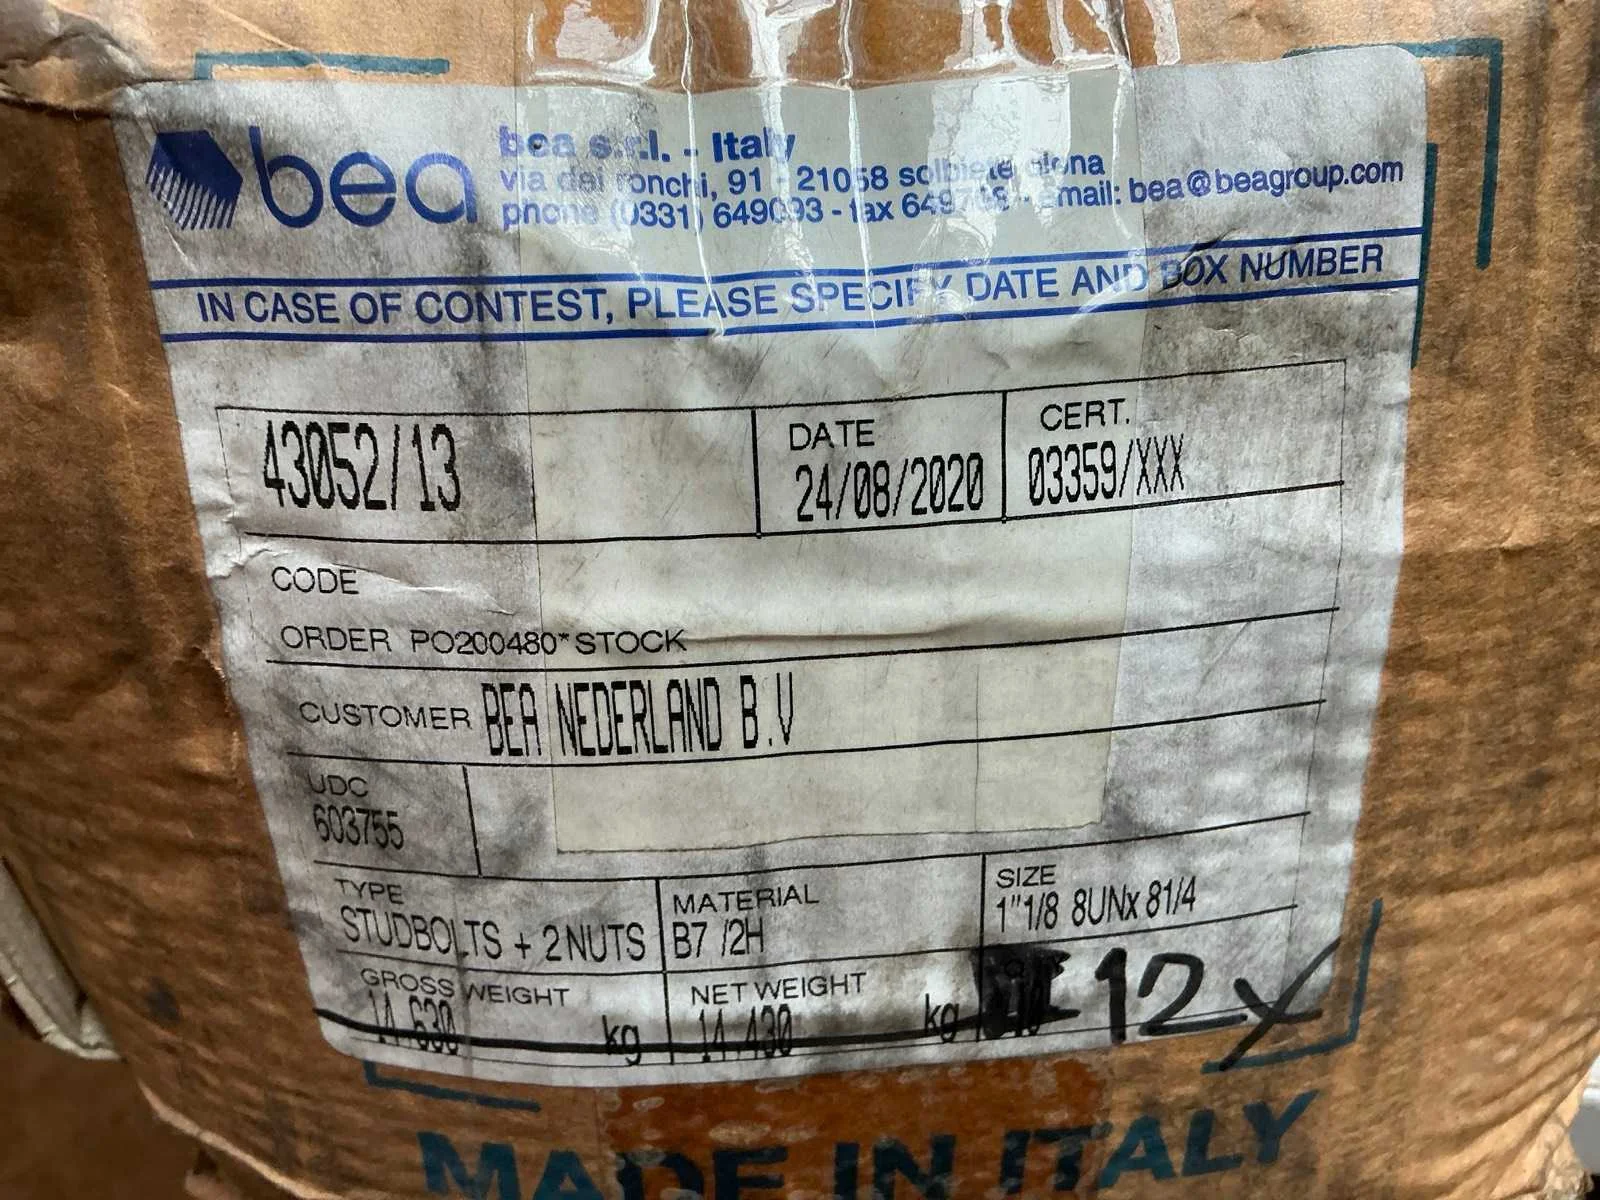 bea
bea s.r.l. - Italy
via dei ronchi, 91 - 21058 solbiate olona
phone (0331) 649093 - fax email: bea@beagroup.com
IN CASE OF CONTEST, PLEASE SPECIFY DATE AND BOX NUMBER
43052/13
DATE
24/08/2020
CERT.
03359/XXX
CODE
ORDER PO200480*STOCK
CUSTOMER BEA NEDERLAND B.V
UDC
603755
TYPE
STUDBOLTS + 2 NUTS
MATERIAL
B7 /2H
SIZE
1"1/8 8UNx 81/4
GROSS WEIGHT
14.630 kg
NET WEIGHT
14.430 kg
12x
MADE IN ITALY